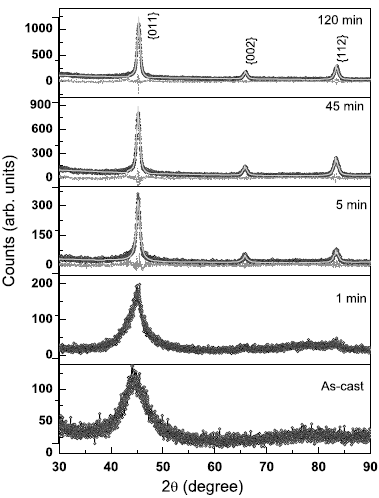 120 min
{011}
{002}
{112}
1000
500
0
45 min
900
600
300
0
5 min
300
150
0
1 min
200
100
0
As-cast
100
50
0
30 40 50 60 70 80 90
2θ (degree)
Counts (arb. units)